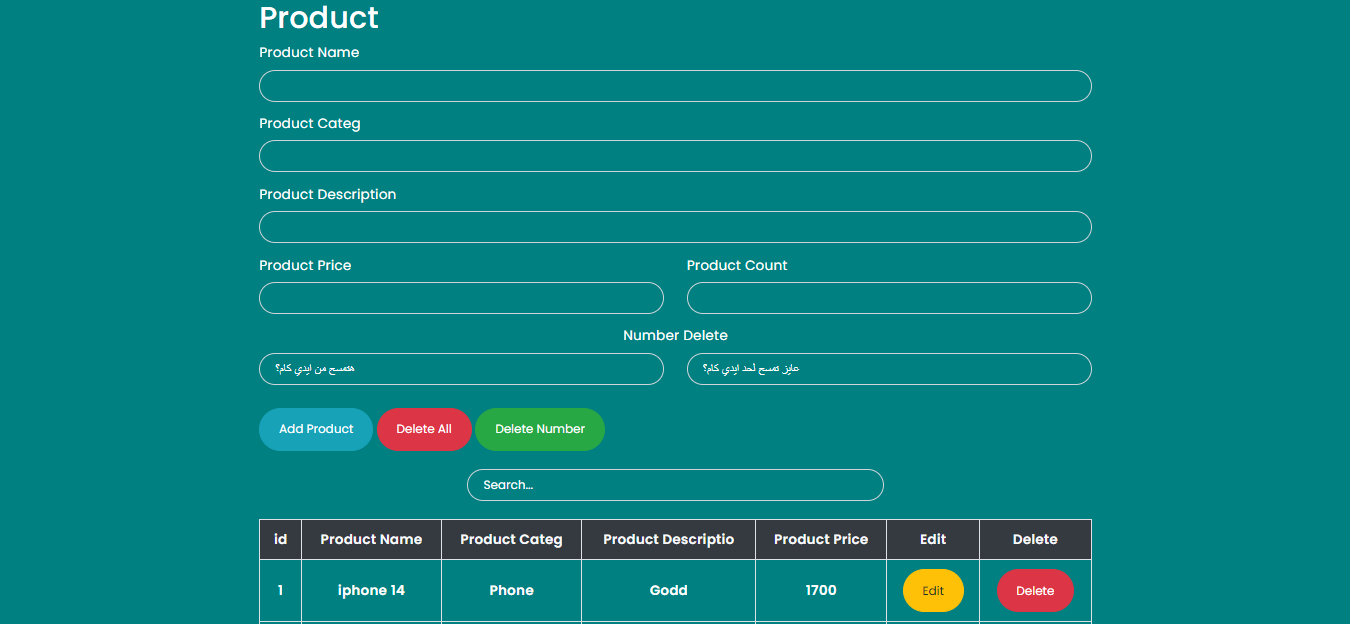 Product
Product Name
Product Categ
Product Description
Product Price Product Count
Number Delete
هتمسح من ايدي كام؟ عايز تمسح لحد ايدي كام؟
Add Product Delete All Delete Number
Search...
id Product Name Product Categ Product Descriptio Product Price Edit Delete
1 iphone 14 Phone Godd 1700 Edit Delete